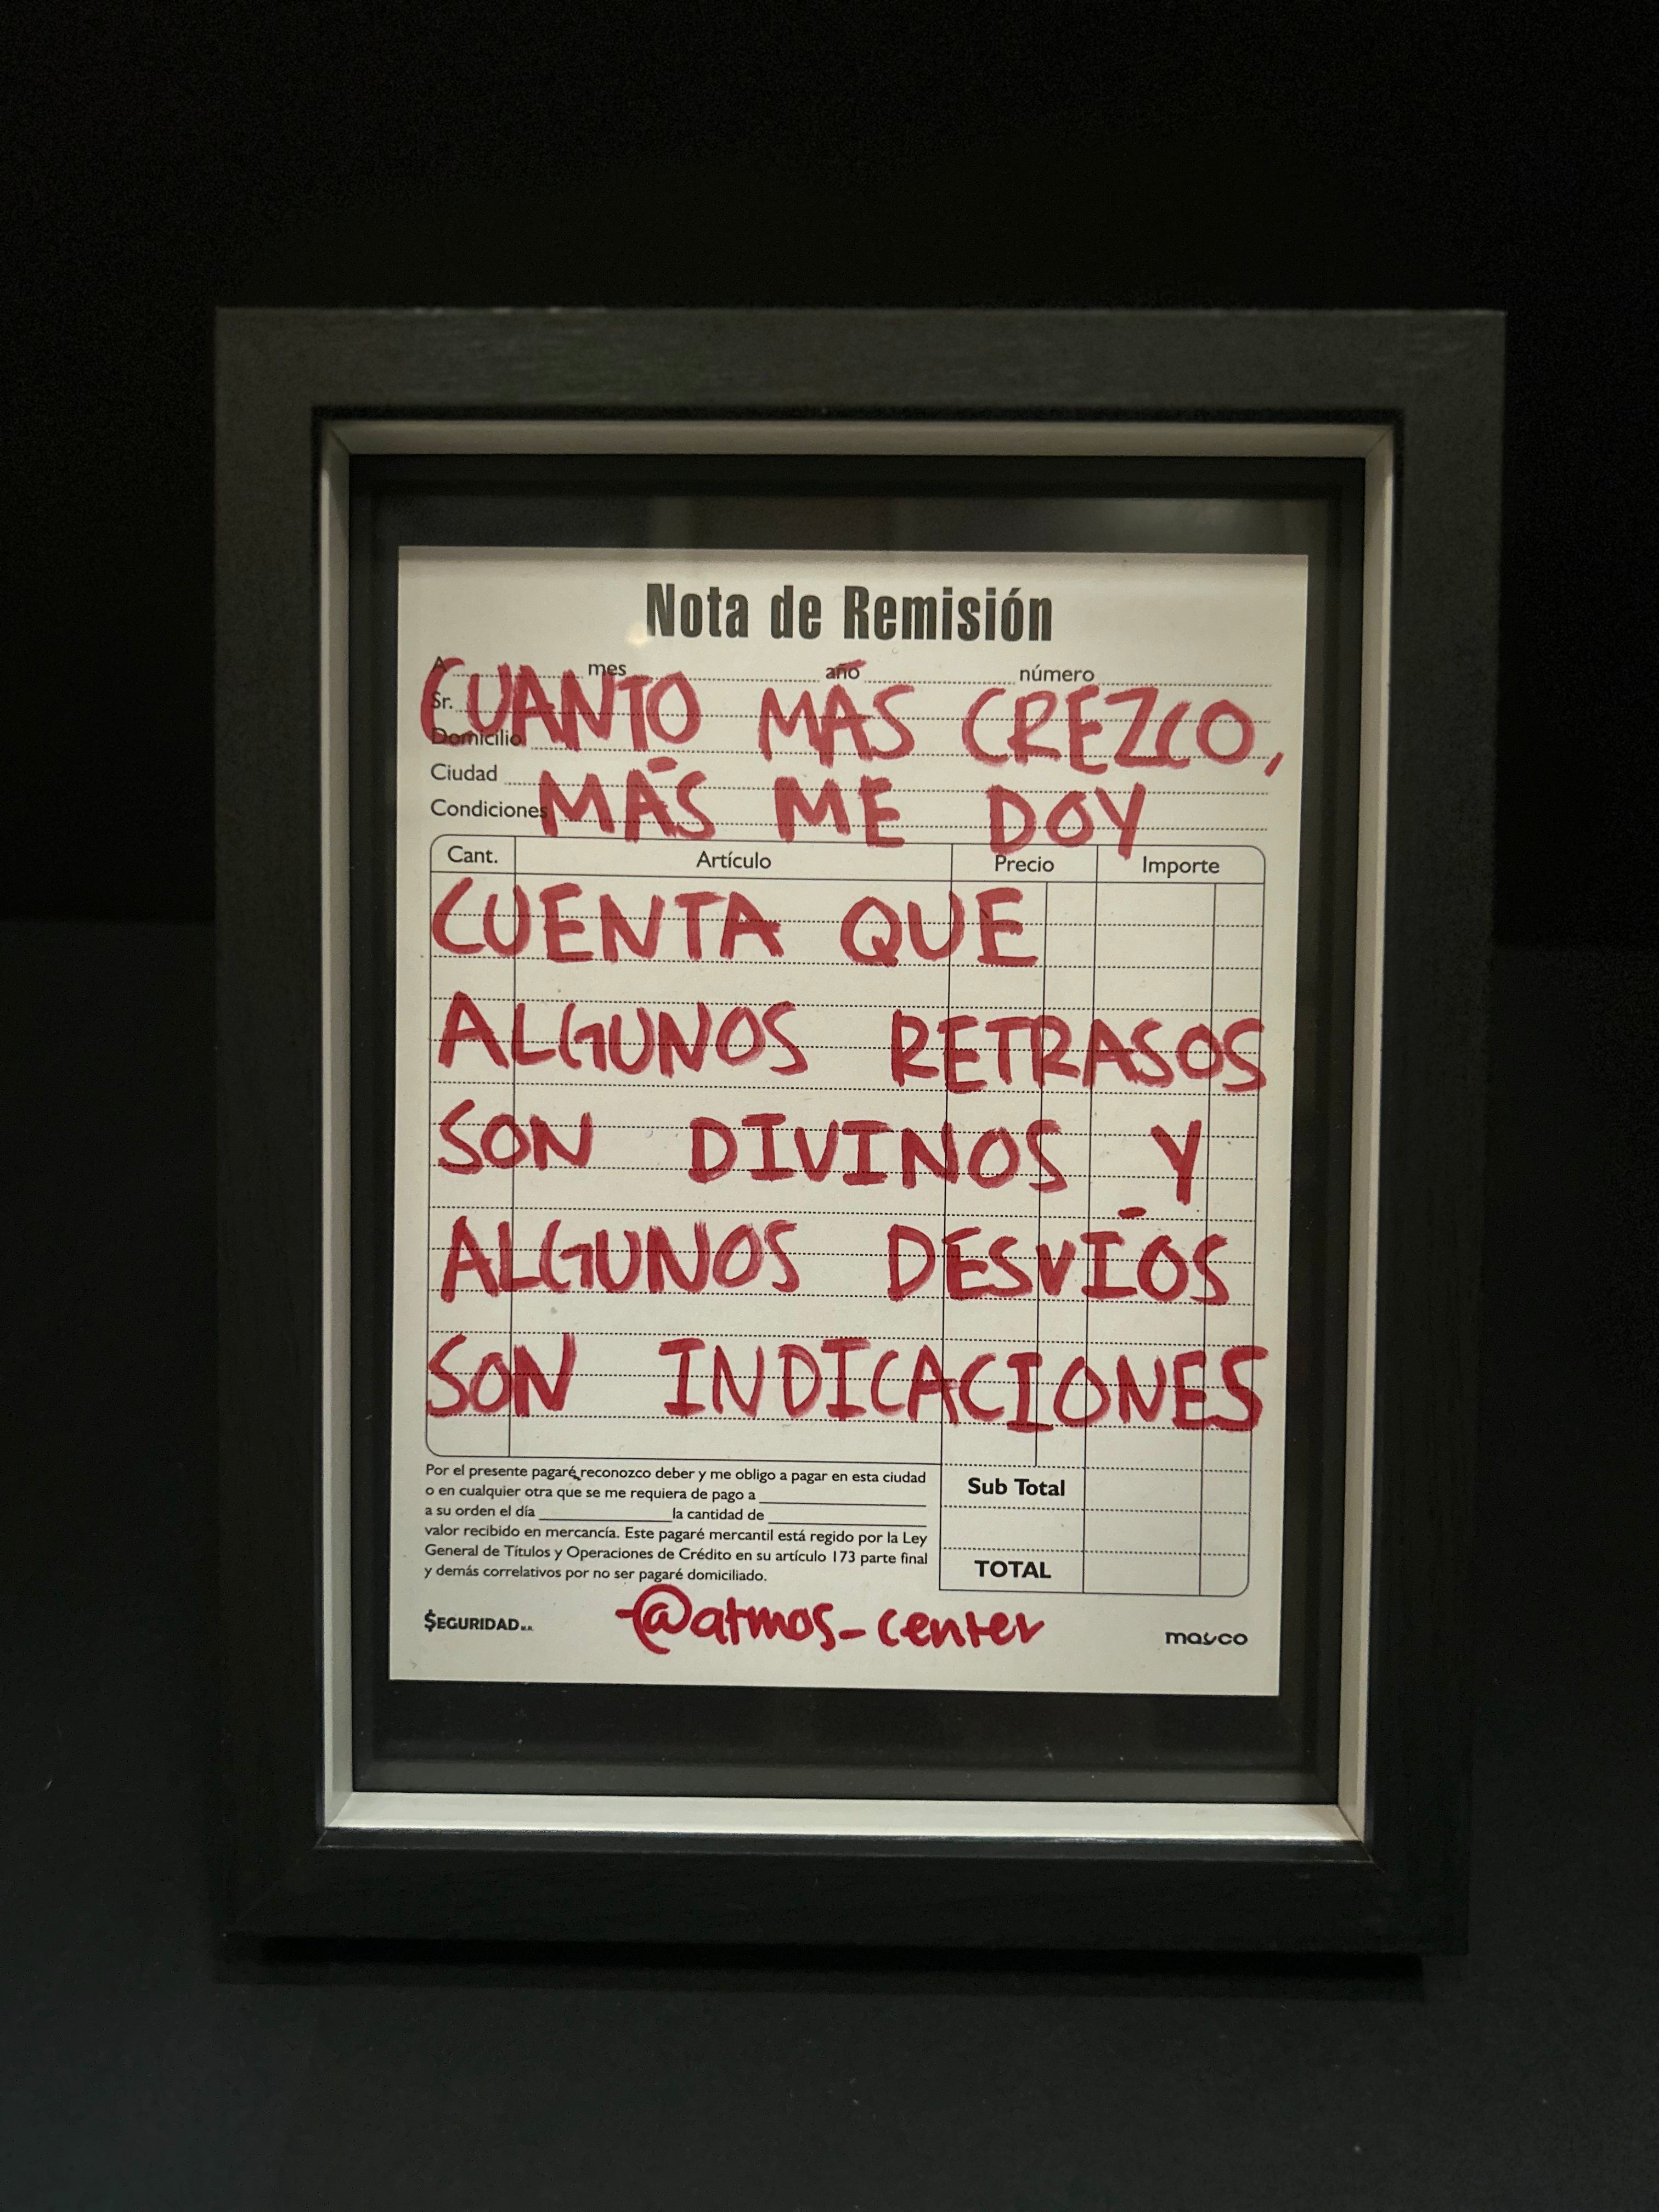 Nota de Remisión
A mes año número
Sr.
CUANTO MÁS CREZCO,
Domicilio
Ciudad
MÁS ME DOY
Condiciones
Cant. Artículo Precio Importe
CUENTA QUE
ALGUNOS RETRASOS
SON DIVINOS Y
ALGUNOS DESVÍOS
SON INDICACIONES
Por el presente pagaré reconozco deber y me obligo a pagar en esta ciudad
o en cualquier otra que se me requiera de pago a
a su orden el día la cantidad de
valor recibido en mercancía. Este pagaré mercantil está regido por la Ley
General de Títulos y Operaciones de Crédito en su artículo 173 parte final
y demás correlativos por no ser pagaré domiciliado.
Sub Total
TOTAL
-@atmos_center
$EGURIDAD M.R.
masco